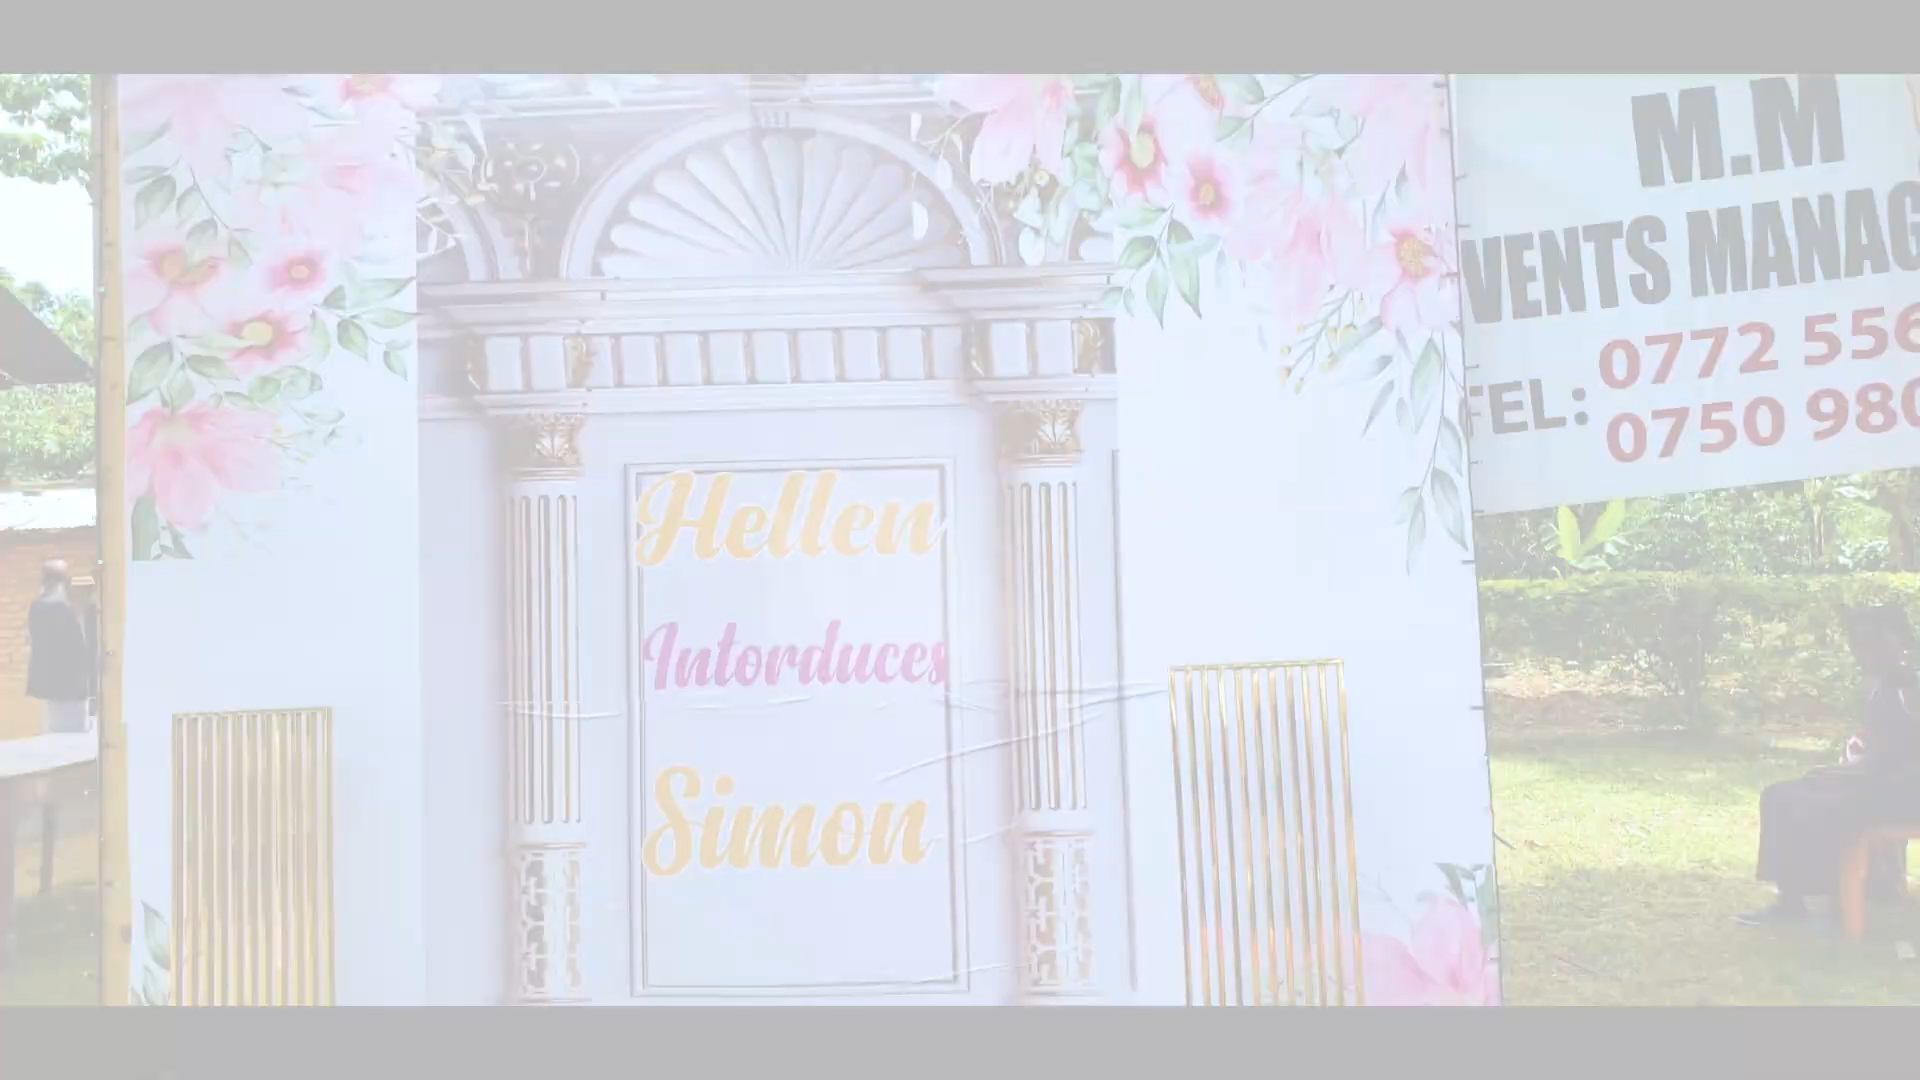 Hellen
Intorduces
Simon
M.M
VENTS MANAG
TEL: 0772 556
0750 980